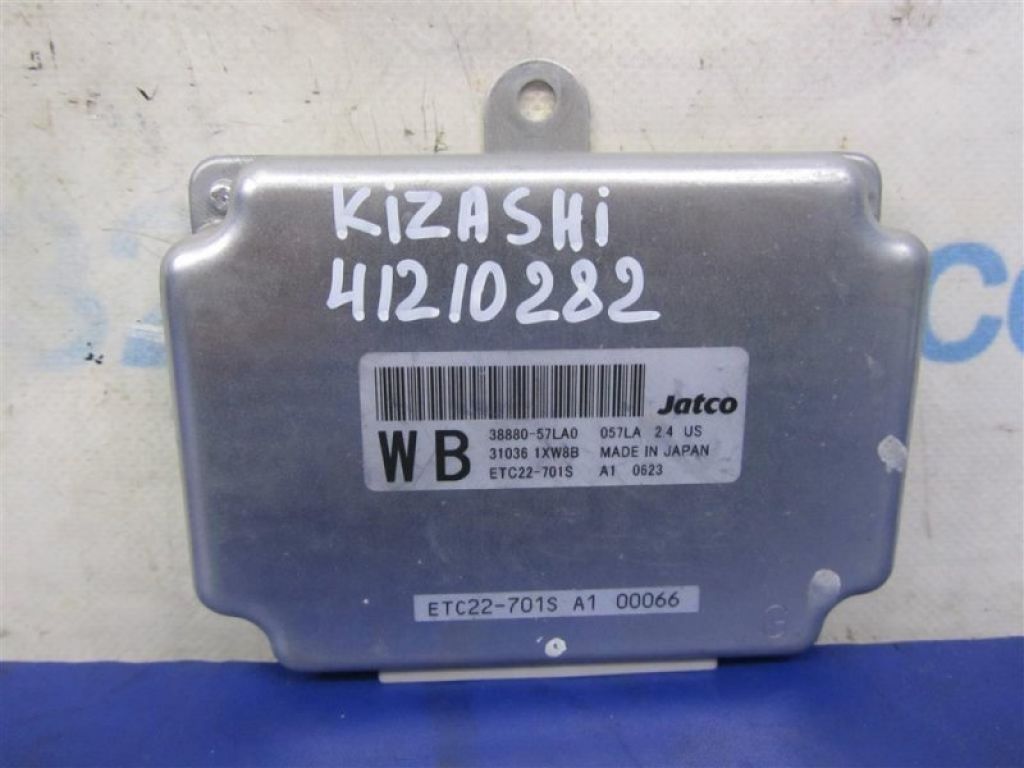 KiZASHi
41210282
Jatco
WB 38880-57LA0 057LA 2.4 US
31036 1XW8B MADE IN JAPAN
ETC22-701S A1 0623
ETC22-701S A1 00066